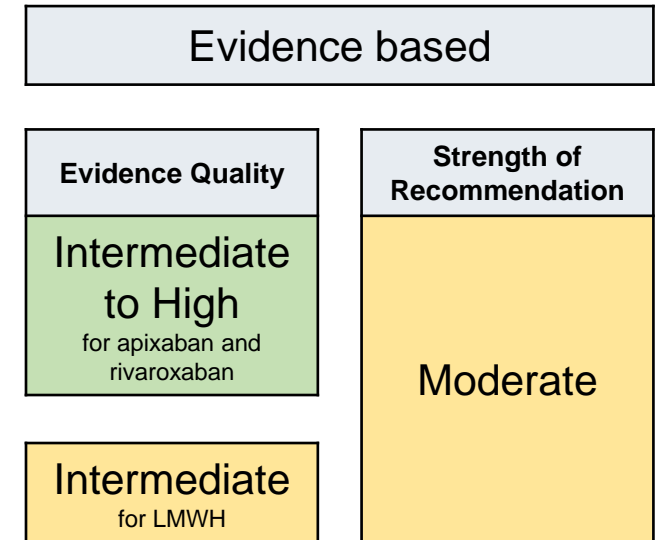 Evidence based
Evidence Quality
Intermediate
to High
for apixaban and
rivaroxaban
Intermediate
for LMWH
Strength of
Recommendation
Moderate